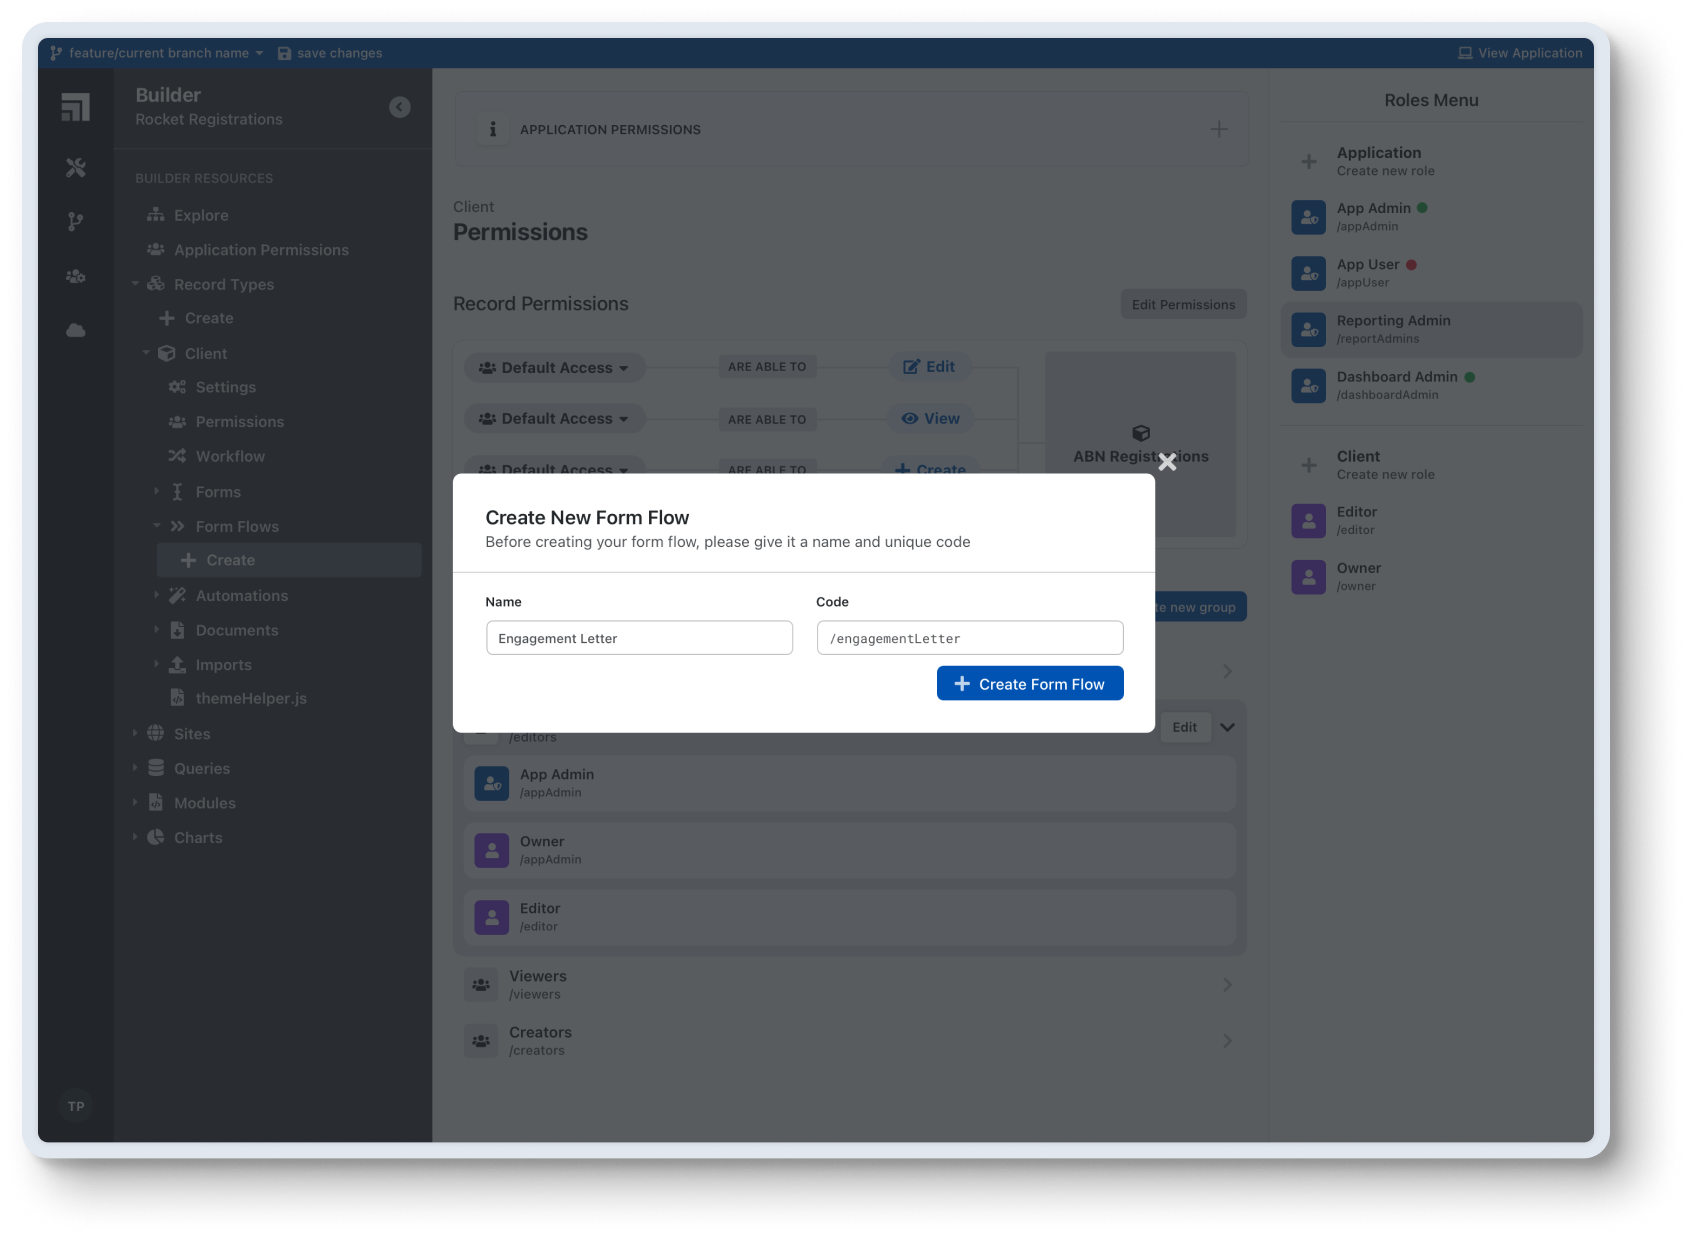 feature/current branch name
save changes
View Application
Builder
Rocket Registrations
BUILDER RESOURCES
Explore
Application Permissions
Record Types
Create
Client
Settings
Permissions
Workflow
Forms
Form Flows
Create
Automations
Documents
Imports
themeHelper.js
Sites
Queries
Modules
Charts
TP
APPLICATION PERMISSIONS
Client
Permissions
Record Permissions
Edit Permissions
Default Access ARE ABLE TO Edit
Default Access ARE ABLE TO View
Default Access ARE ABLE TO Create
ABN
Create New Form Flow
Before creating your form flow, please give it a name and unique code
Name
Code
Engagement Letter
/engagementLetter
Create Form Flow
new group
/editors
Edit
App Admin
/appAdmin
Owner
/appAdmin
Editor
/editor
Viewers
/viewers
Creators
/creators
Roles Menu
Application
Create new role
App Admin
/appAdmin
App User
/appUser
Reporting Admin
/reportAdmins
Dashboard Admin
/dashboardAdmin
Client
Create new role
Editor
/editor
Owner
/owner